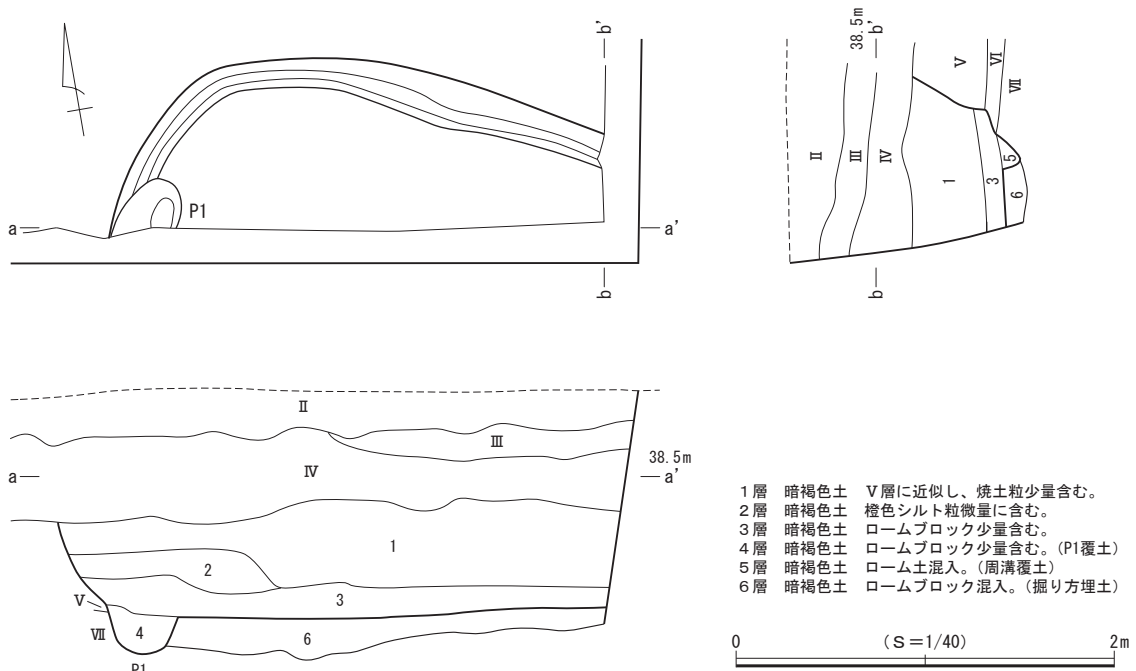 b'
P1
a
a'
b
38.5m
b'
Ⅱ
Ⅲ
Ⅳ
Ⅴ
Ⅵ
Ⅶ
1
3
5
6
b
Ⅱ
Ⅲ
38.5m
a
Ⅳ
a'
1
2
3
Ⅴ
Ⅶ
4
6
P1
1層 暗褐色土 Ⅴ層に近似し、焼土粒少量含む。
2層 暗褐色土 橙色シルト粒微量に含む。
3層 暗褐色土 ロームブロック少量含む。
4層 暗褐色土 ロームブロック少量含む。(P1覆土)
5層 暗褐色土 ローム土混入。(周溝覆土)
6層 暗褐色土 ロームブロック混入。(掘り方埋土)
0 (S=1/40) 2m